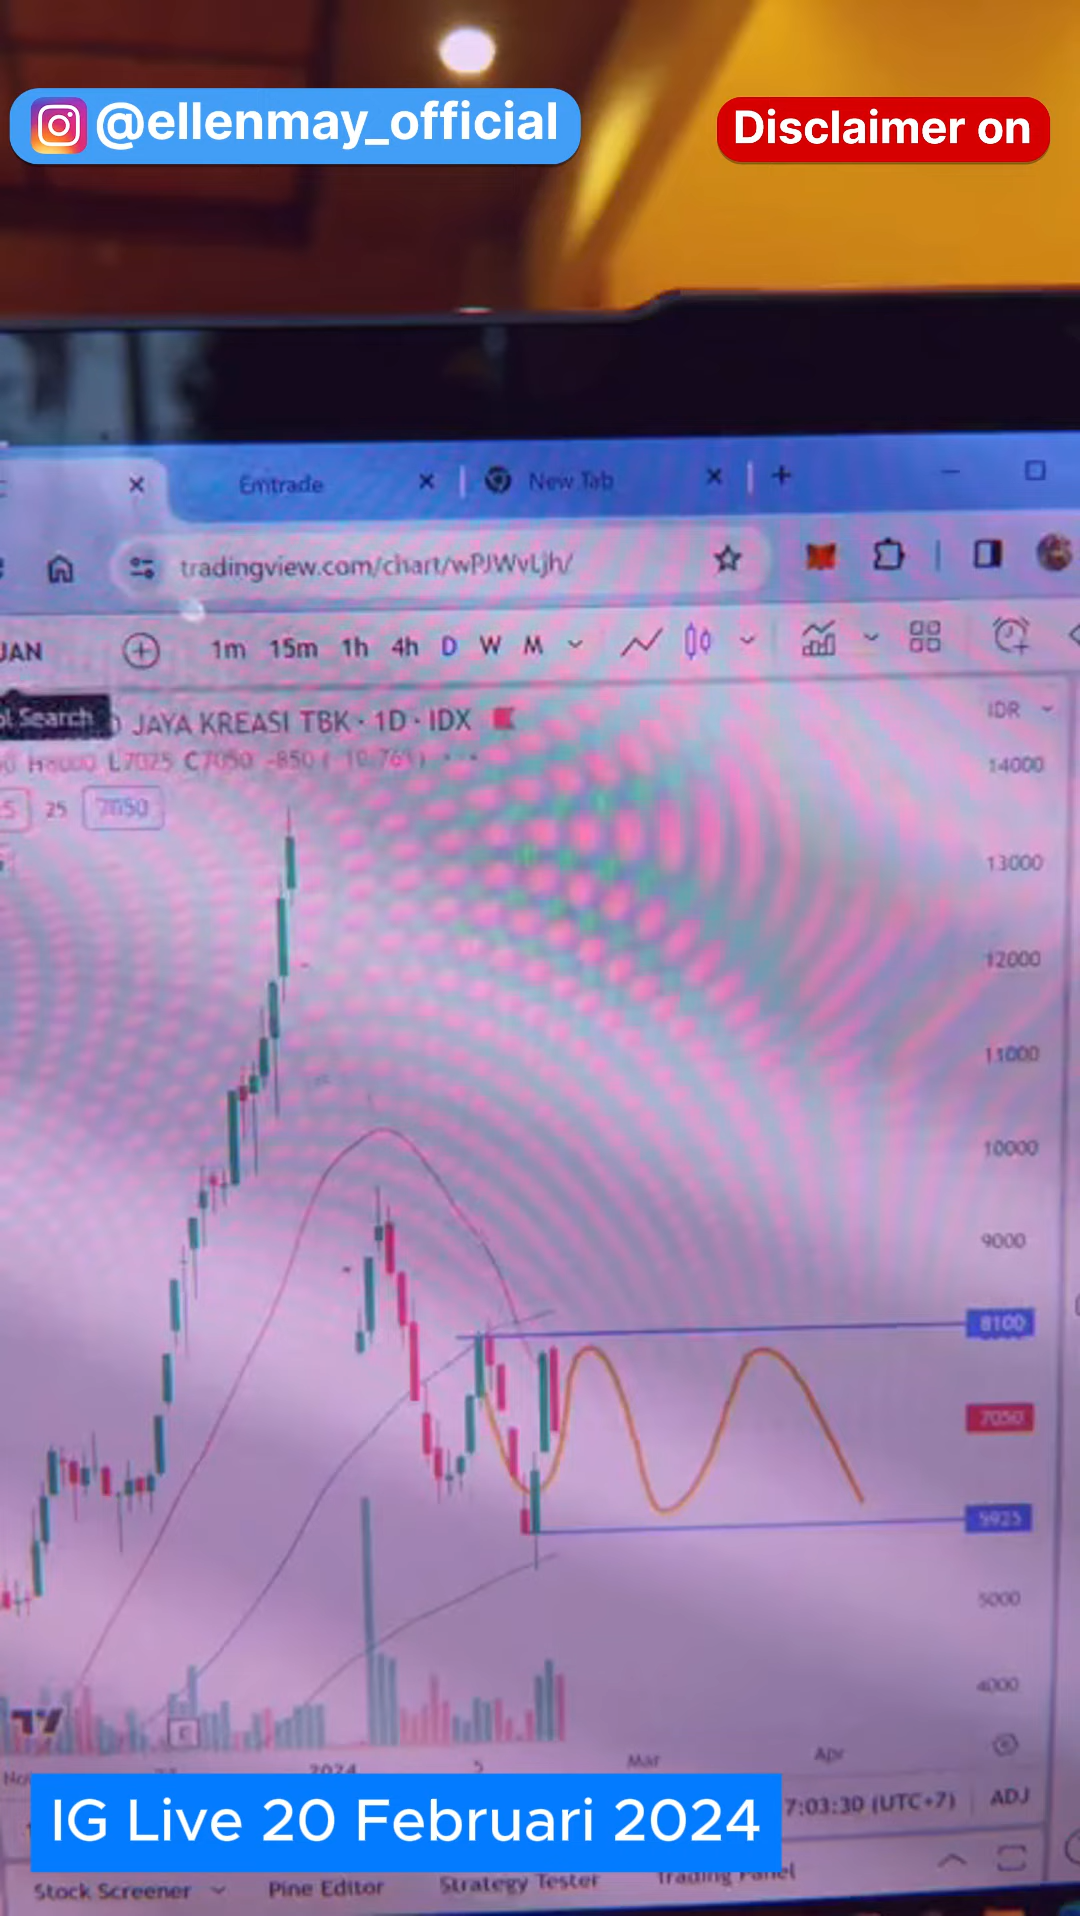 @ellenmay_official
Disclaimer on
Emtrade
New Tab
tradingview.com/chart/wPJWvLjh/
JAN
1m 15m 1h 4h D W M
Search
JAYA KREASI TBK · 1D · IDX
IDR
L7025 C7050 -850
14000
25 7050
13000
12000
11000
10000
9000
8100
7050
5925
5000
4000
2024 5 Mar Apr
7:03:30 (UTC+7) ADJ
IG Live 20 Februari 2024
Stock Screener Pine Editor Strategy Tester Trading Panel